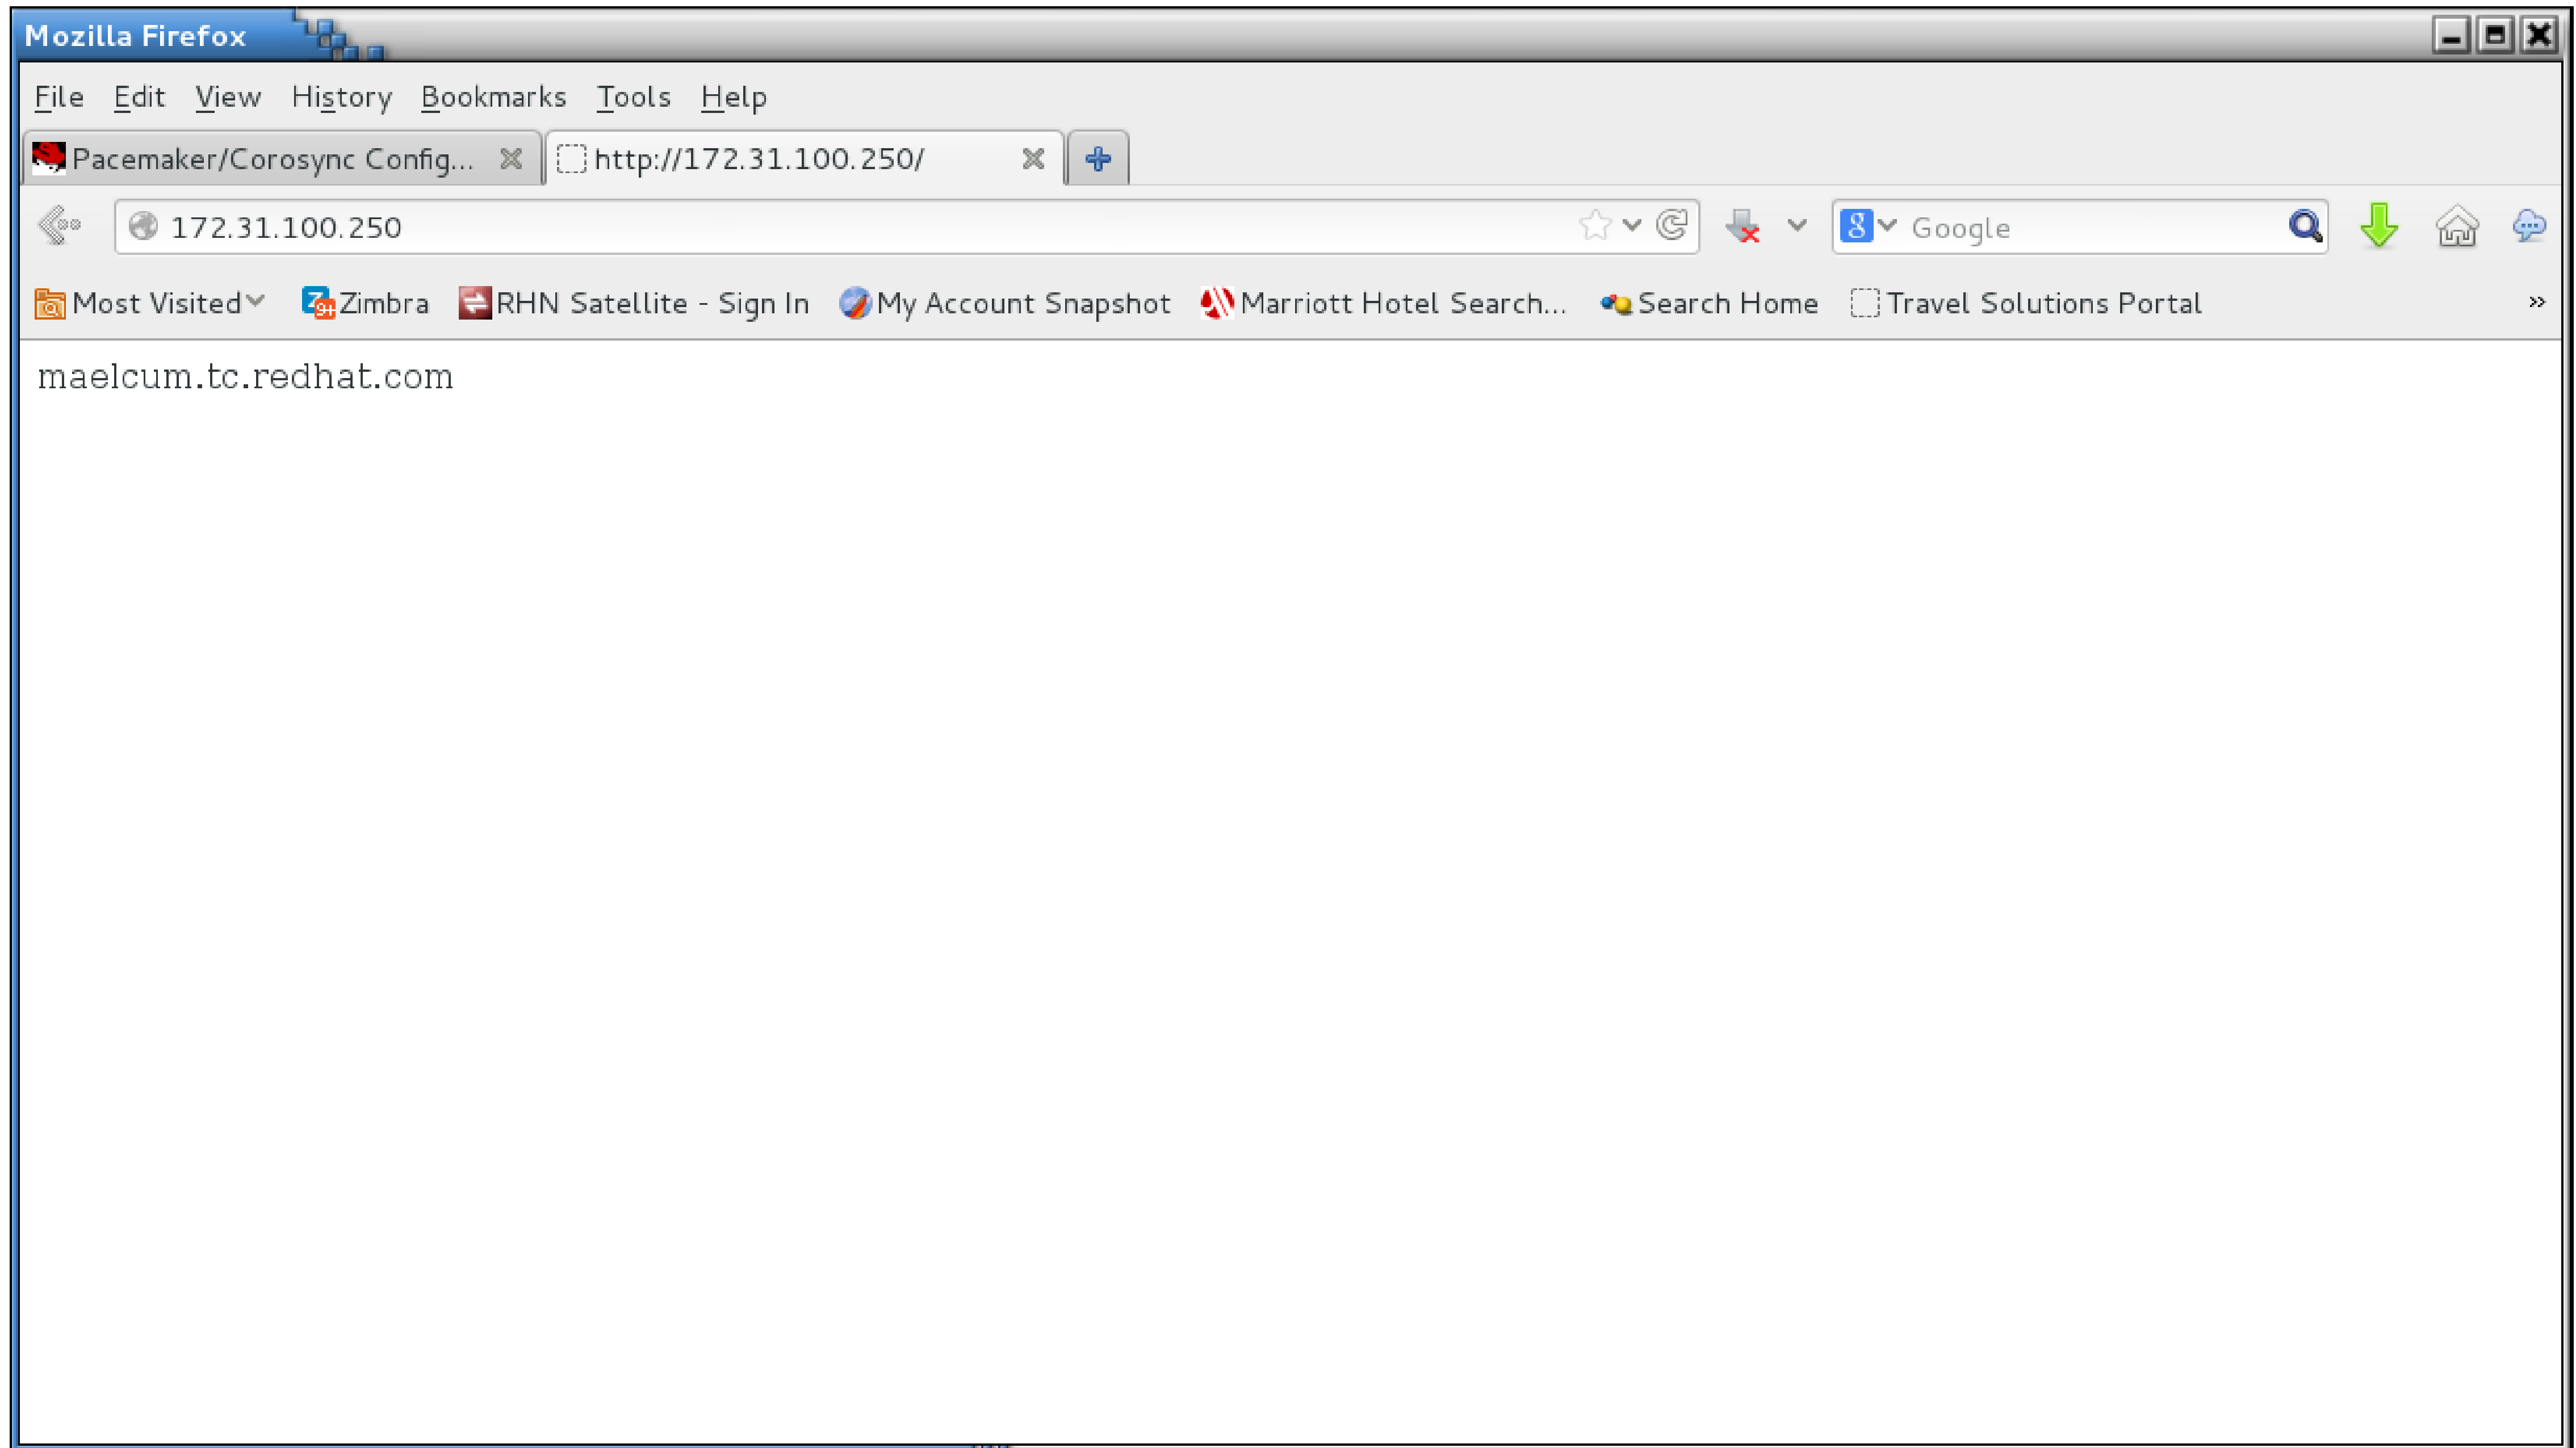 Mozilla Firefox
File Edit View History Bookmarks Tools Help
Pacemaker/Corosync Config... http://172.31.100.250/
172.31.100.250 Google
Most Visited Zimbra RHN Satellite - Sign In My Account Snapshot Marriott Hotel Search... Search Home Travel Solutions Portal »
maelcum.tc.redhat.com